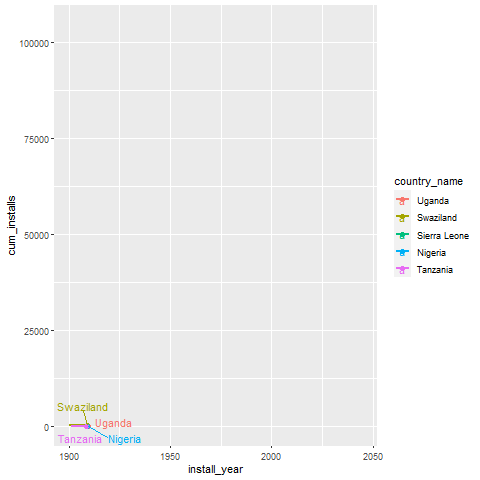 100000
75000
50000
25000
0
cum_installs
Swaziland
Uganda
Tanzania
Nigeria
1900
1950
2000
2050
install_year
country_name
Uganda
Swaziland
Sierra Leone
Nigeria
Tanzania